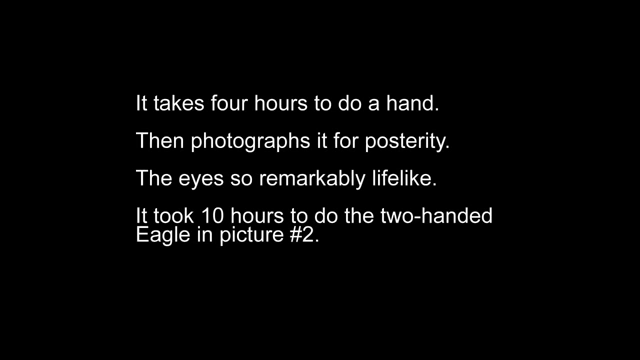 It takes four hours to do a hand.
Then photographs it for posterity.
The eyes so remarkably lifelike.
It took 10 hours to do the two-handed
Eagle in picture #2.